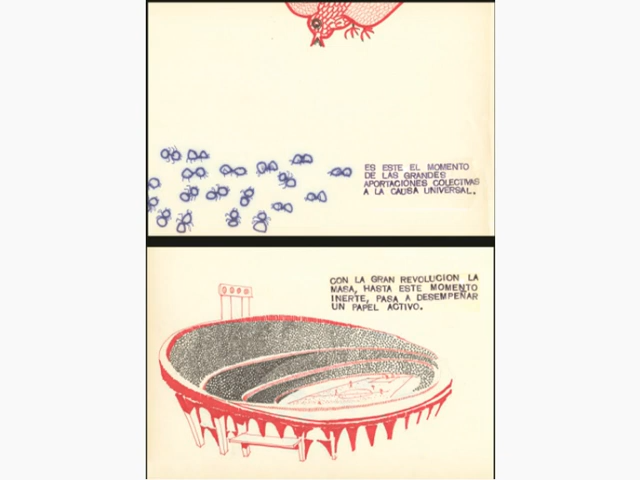 ES ESTE EL MOMENTO
DE LAS GRANDES
APORTACIONES COLECTIVAS
A LA CAUSA UNIVERSAL.
CON LA GRAN REVOLUCION LA
MASA, HASTA ESTE MOMENTO
INERTE, PASA A DESEMPEÑAR
UN PAPEL ACTIVO.